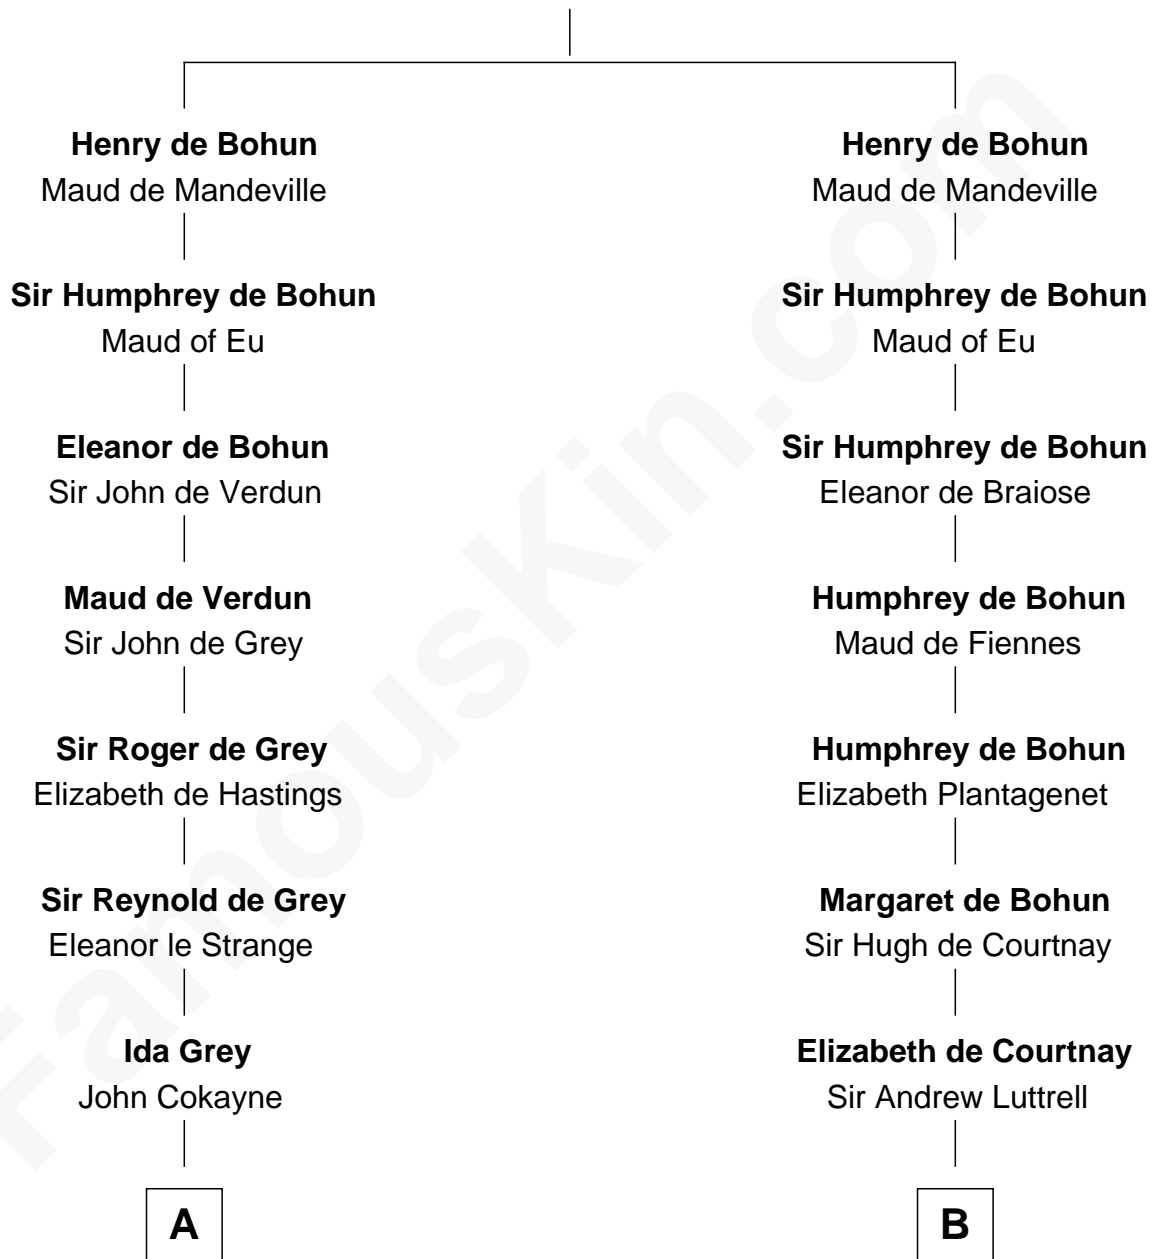 Henry de Bohun
Maud de Mandeville
Sir Humphrey de Bohun
Maud of Eu
Eleanor de Bohun
Sir John de Verdun
Maud de Verdun
Sir John de Grey
Sir Roger de Grey
Elizabeth de Hastings
Sir Reynold de Grey
Eleanor le Strange
Ida Grey
John Cokayne
A
Henry de Bohun
Maud de Mandeville
Sir Humphrey de Bohun
Maud of Eu
Sir Humphrey de Bohun
Eleanor de Braiose
Humphrey de Bohun
Maud de Fiennes
Humphrey de Bohun
Elizabeth Plantagenet
Margaret de Bohun
Sir Hugh de Courtnay
Elizabeth de Courtnay
Sir Andrew Luttrell
B
FamousKin.com